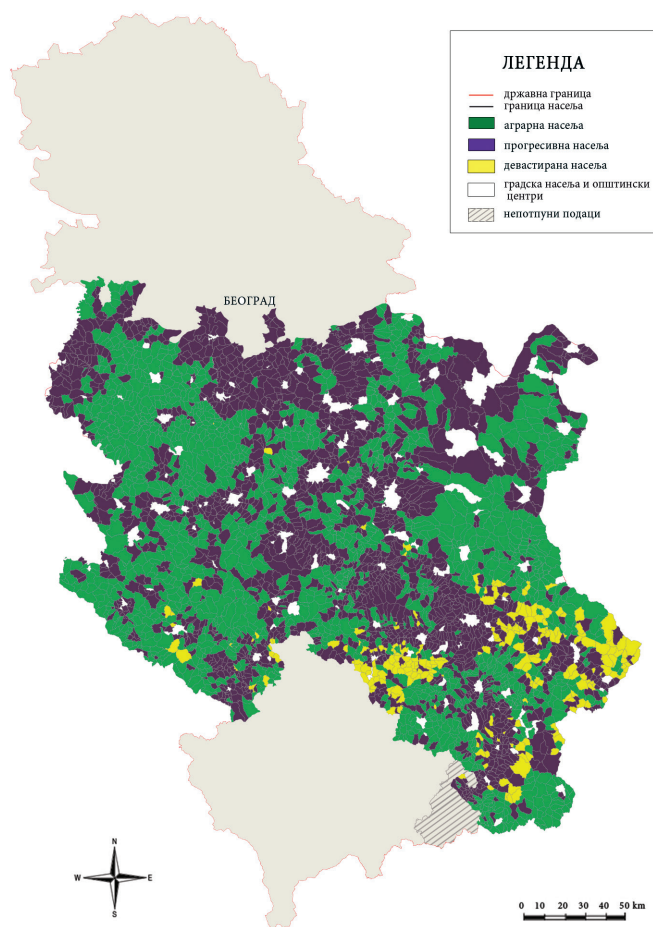 ЛЕГЕНДА
државна граница
граница насеља
аграрна насеља
прогресивна насеља
девастирана насеља
градска насеља и општински
центри
непотпуни подаци
БЕОГРАД
N
W E
S
0 10 20 30 40 50 km